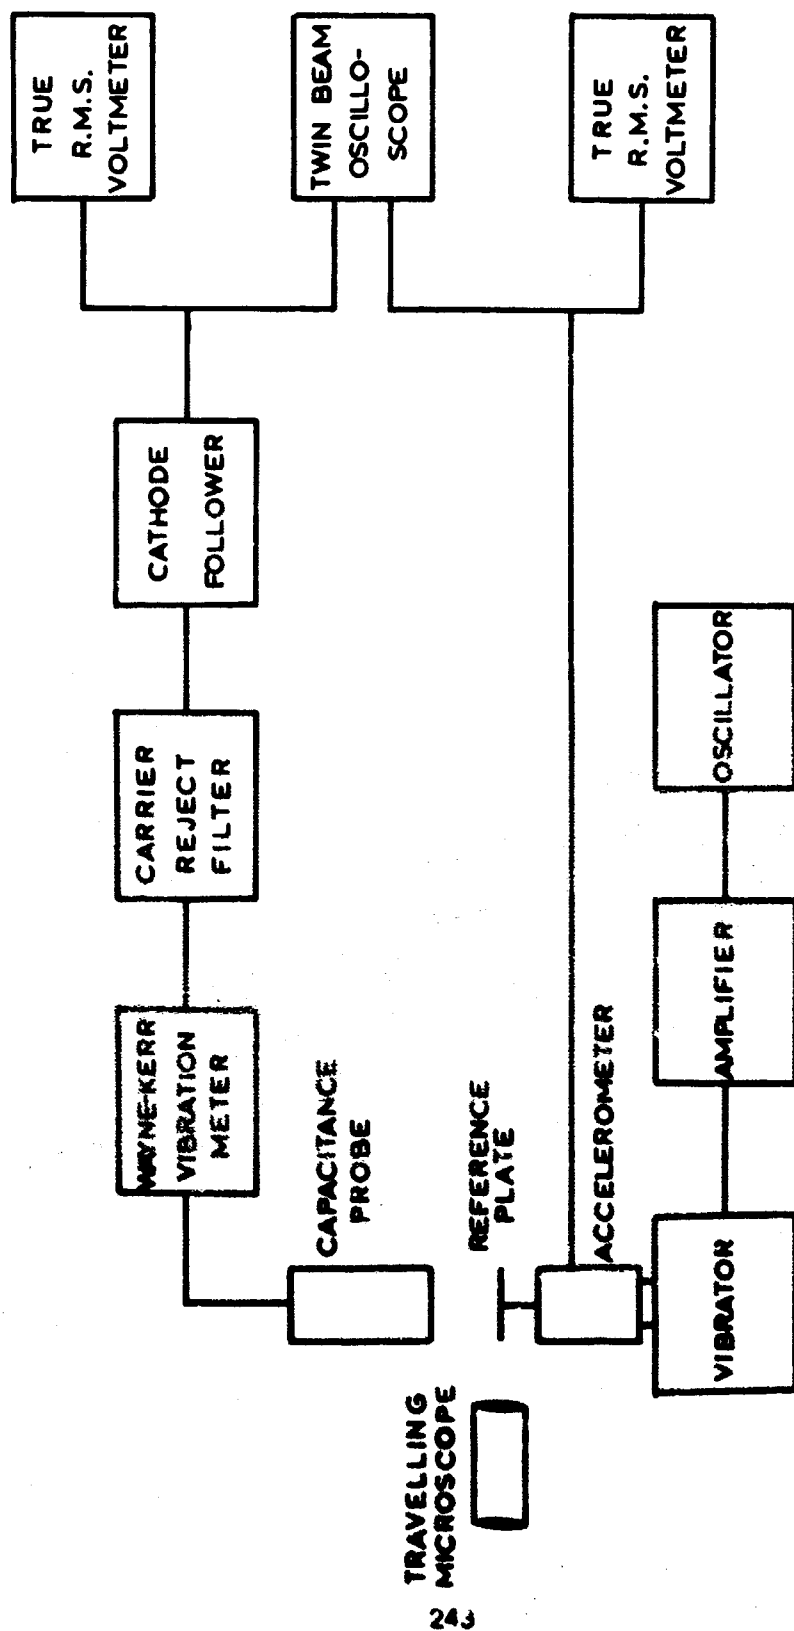 TRUE
R.M.S.
VOLTMETER
TWIN BEAM
OSCILLO-
SCOPE
TRUE
R.M.S.
VOLTMETER
CATHODE
FOLLOWER
CARRIER
REJECT
FILTER
WAYNE-KERR
VIBRATION
METER
CAPACITANCE
PROBE
REFERENCE
PLATE
ACCELEROMETER
OSCILLATOR
AMPLIFIER
VIBRATOR
TRAVELLING
MICROSCOPE
243